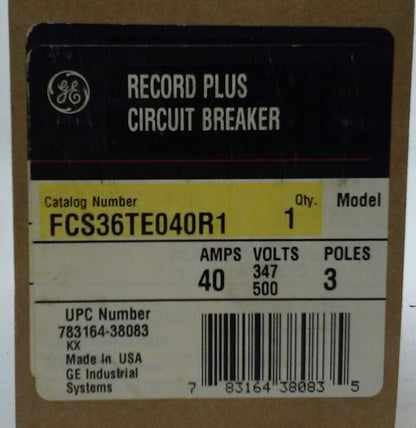 GE
RECORD PLUS
CIRCUIT BREAKER
Catalog Number Qty. Model
FCS36TE040R1 1
AMPS VOLTS POLES
40 347 500 3
UPC Number
783164-38083
KX
Made In USA
GE Industrial
Systems
7 83164 38083 5